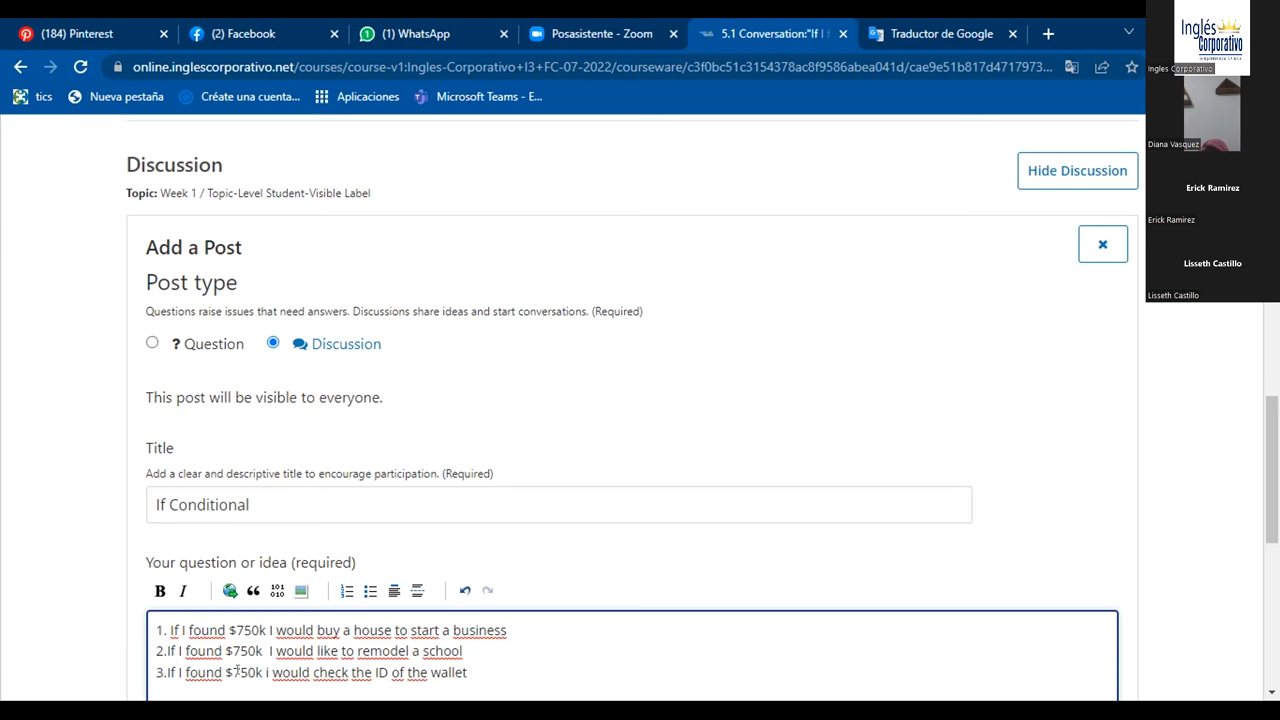 (184) Pinterest
(2) Facebook
(1) WhatsApp
Posasistente - Zoom
5.1 Conversation:"If I
Traductor de Google
online.inglescorporativo.net/courses/course-v1:Ingles-Corporativo+I3+FC-07-2022/courseware/c3f0bc51c3154378ac8f9586abea041d/cae9e51b817d4717973...
tics
Nueva pestaña
Créate una cuenta...
Aplicaciones
Microsoft Teams - E...
Inglés
Corporativo
Ingles Corporativo
Diana Vasquez
Erick Ramirez
Erick Ramirez
Lisseth Castillo
Lisseth Castillo
Discussion
Hide Discussion
Topic: Week 1 / Topic-Level Student-Visible Label
Add a Post
Post type
Questions raise issues that need answers. Discussions share ideas and start conversations. (Required)
? Question
Discussion
This post will be visible to everyone.
Title
Add a clear and descriptive title to encourage participation. (Required)
If Conditional
Your question or idea (required)
B I
1. If I found $750k I would buy a house to start a business
2.If I found $750k  I would like to remodel a school
3.If I found $750k i would check the ID of the wallet